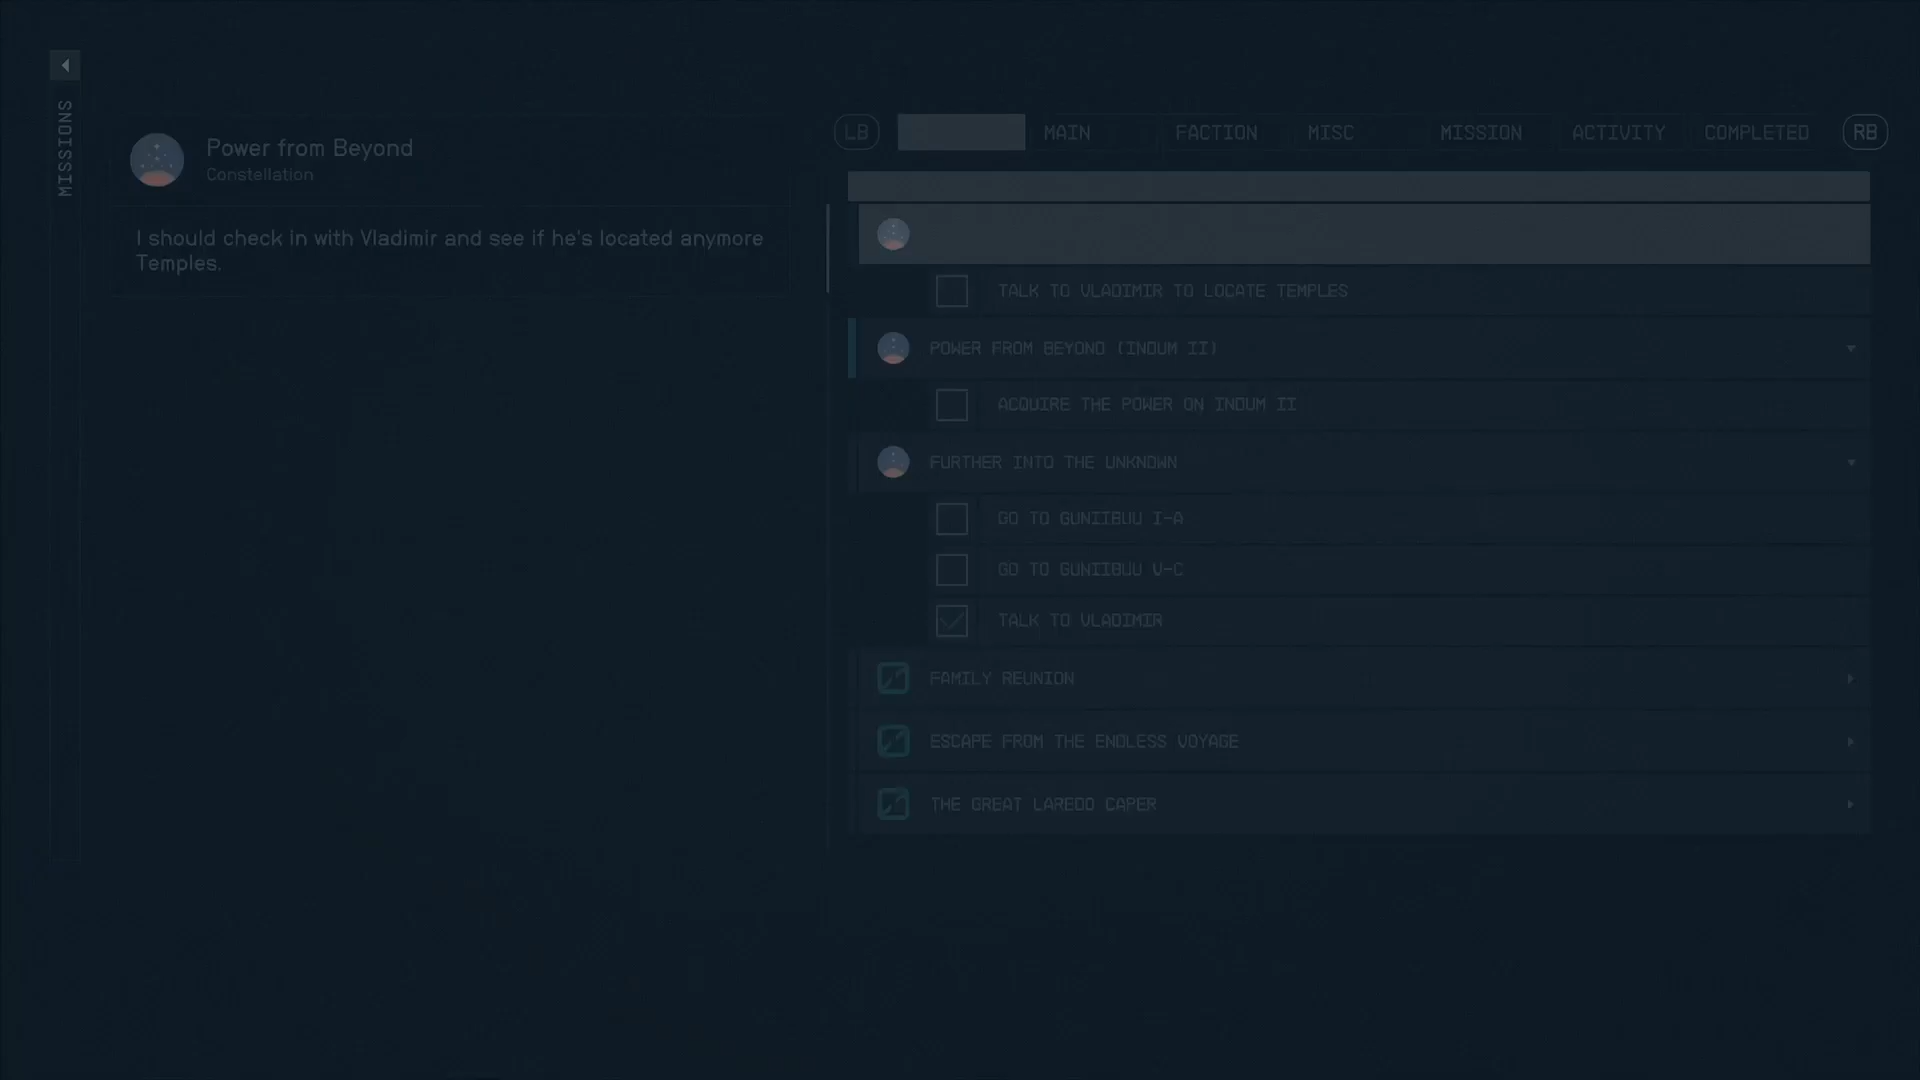 MISSIONS
Power from Beyond
Constellation
I should check in with Vladimir and see if he's located anymore
Temples.
LB
MAIN
FACTION
MISC
MISSION
ACTIVITY
COMPLETED
RB
TALK TO VLADIMIR TO LOCATE TEMPLES
POWER FROM BEYOND (INDUM II)
ACQUIRE THE POWER ON INDUM II
FURTHER INTO THE UNKNOWN
GO TO GUNIIBUU I-A
GO TO GUNIIBUU V-C
TALK TO VLADIMIR
FAMILY REUNION
ESCAPE FROM THE ENDLESS VOYAGE
THE GREAT LAREDO CAPER